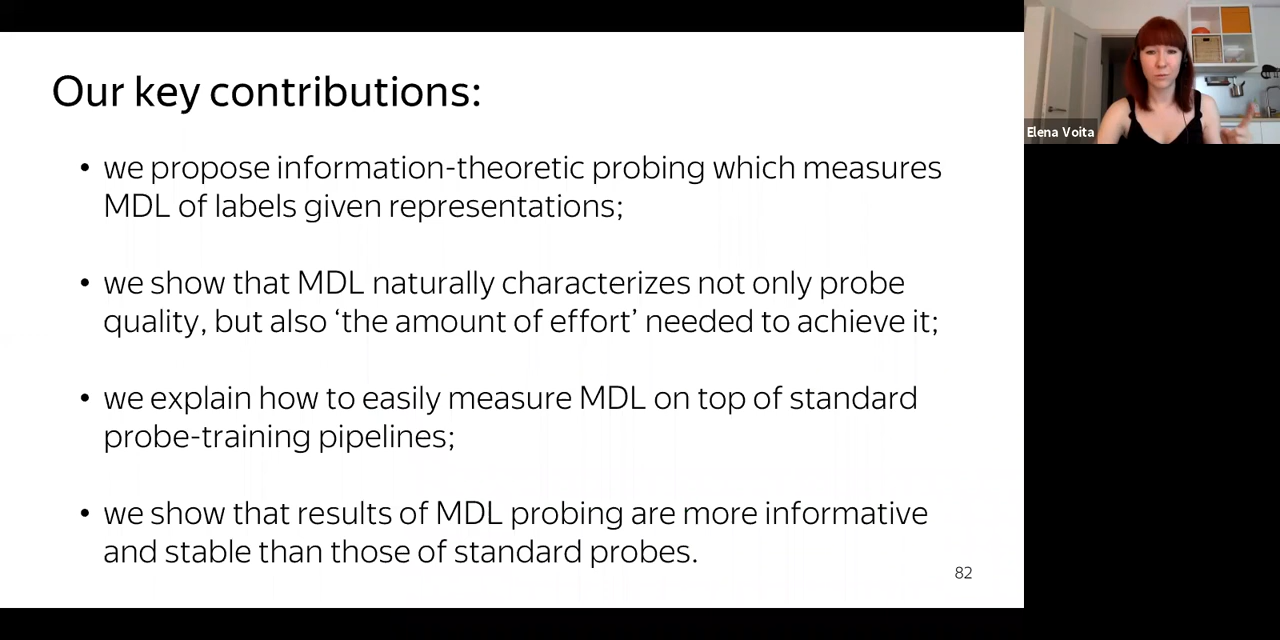 Our key contributions:
• we propose information-theoretic probing which measures
MDL of labels given representations;
• we show that MDL naturally characterizes not only probe
quality, but also ‘the amount of effort’ needed to achieve it;
• we explain how to easily measure MDL on top of standard
probe-training pipelines;
• we show that results of MDL probing are more informative
and stable than those of standard probes.
82
Elena Voita